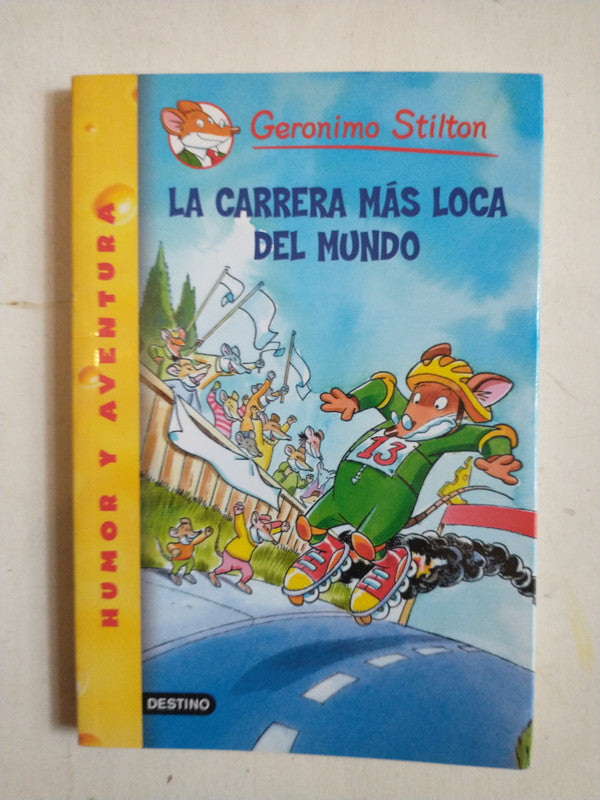 Geronimo Stilton
LA CARRERA MÁS LOCA
DEL MUNDO
HUMOR Y AVENTURA
13
DESTINO